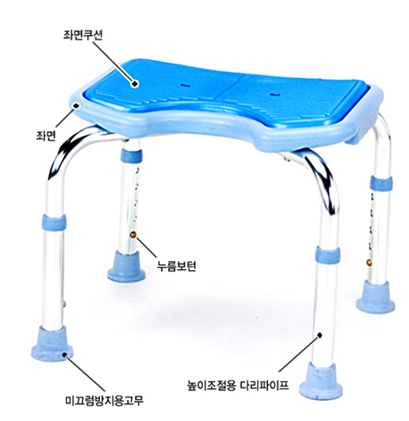 좌면쿠션
좌면
누름보턴
높이조절용 다리파이프
미끄럼방지용고무